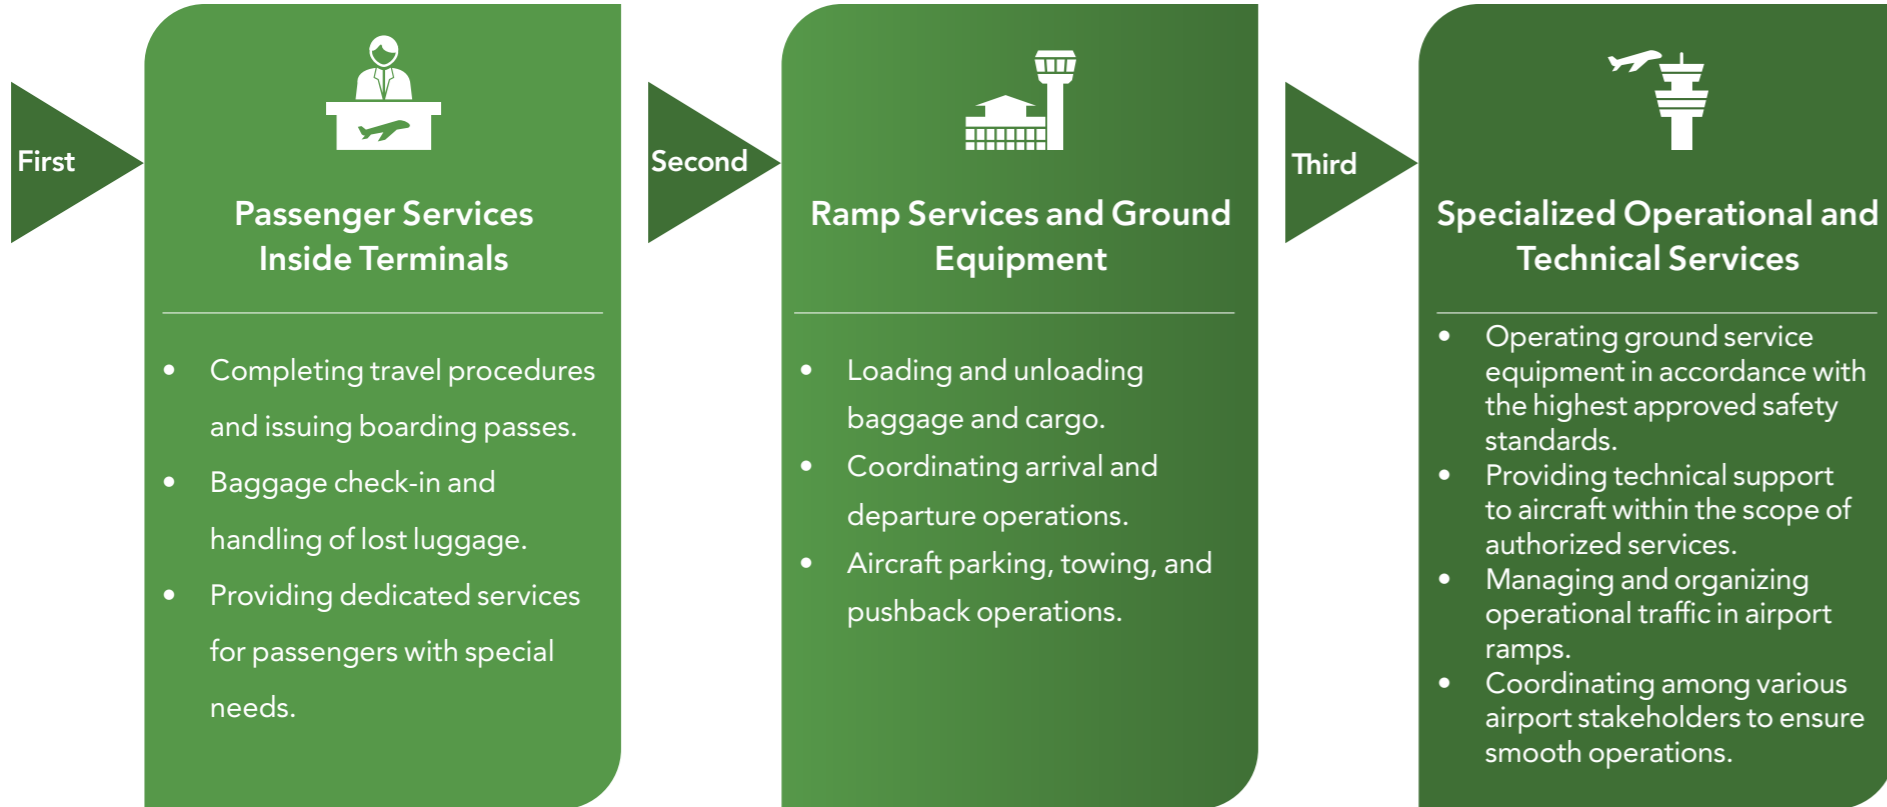 First
Passenger Services
Inside Terminals
• Completing travel procedures
and issuing boarding passes.
• Baggage check-in and
handling of lost luggage.
• Providing dedicated services
for passengers with special
needs.
Second
Ramp Services and Ground
Equipment
• Loading and unloading
baggage and cargo.
• Coordinating arrival and
departure operations.
• Aircraft parking, towing, and
pushback operations.
Third
Specialized Operational and
Technical Services
• Operating ground service
equipment in accordance with
the highest approved safety
standards.
• Providing technical support
to aircraft within the scope of
authorized services.
• Managing and organizing
operational traffic in airport
ramps.
• Coordinating among various
airport stakeholders to ensure
smooth operations.